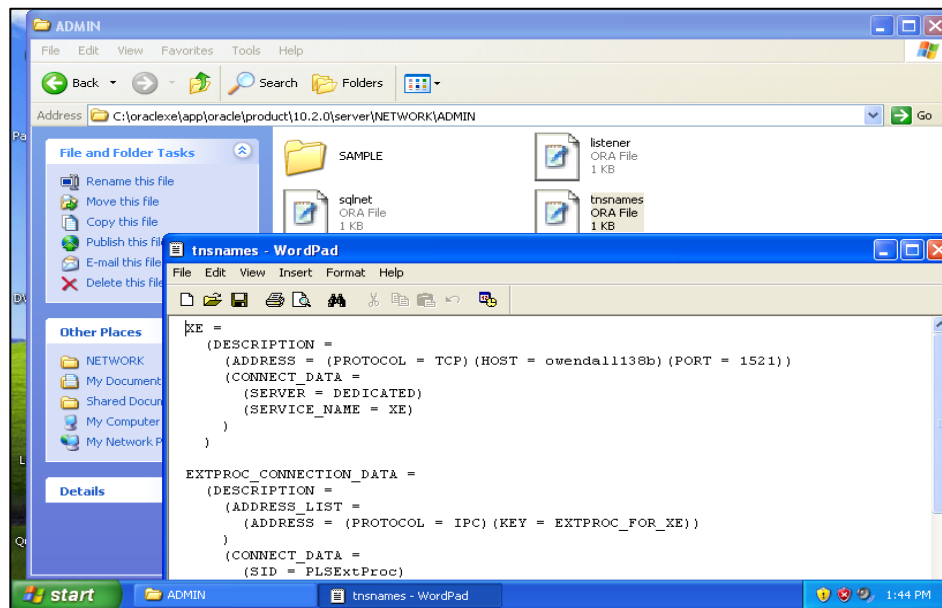 ADMIN
File Edit View Favorites Tools Help
Back Search Folders
Address C:\oraclexe\app\oracle\product\10.2.0\server\NETWORK\ADMIN Go
File and Folder Tasks
Rename this file
Move this file
Copy this file
Publish this file
E-mail this file
Delete this file
Other Places
NETWORK
My Document
Shared Docum
My Computer
My Network P
Details
SAMPLE
listener
ORA File
1 KB
sqlnet
ORA File
1 KB
tnsnames
ORA File
1 KB
tnsnames - WordPad
File Edit View Insert Format Help
XE =
(DESCRIPTION =
(ADDRESS = (PROTOCOL = TCP)(HOST = owendall138b)(PORT = 1521))
(CONNECT_DATA =
(SERVER = DEDICATED)
(SERVICE_NAME = XE)
)
)
EXTPROC_CONNECTION_DATA =
(DESCRIPTION =
(ADDRESS_LIST =
(ADDRESS = (PROTOCOL = IPC)(KEY = EXTPROC_FOR_XE))
)
(CONNECT_DATA =
(SID = PLSExtProc)
start ADMIN tnsnames - WordPad 1:44 PM